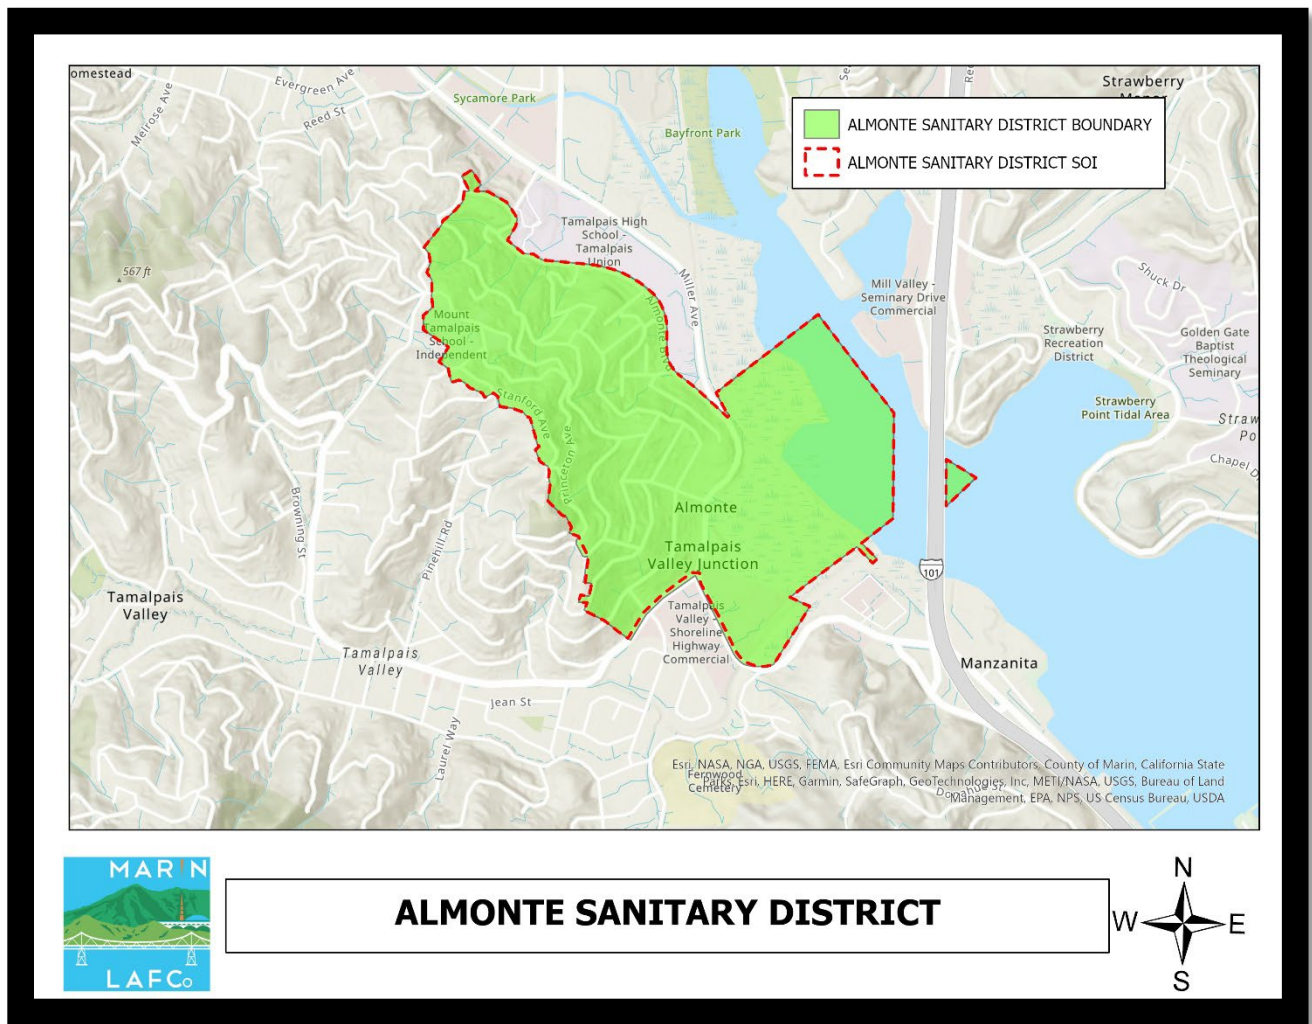 omestead
Evergreen Ave
Melrose Ave
Reed St
Sycamore Park
Bayfront Park
Strawberry
ALMONTE SANITARY DISTRICT BOUNDARY
ALMONTE SANITARY DISTRICT SOI
567 ft
Tamalpais High
School -
Tamalpais
Union
Miller Ave
Almonte Blvd
Mill Valley -
Seminary Drive
Commercial
Shuck Dr
Strawberry
Recreation
District
Golden Gate
Baptist
Theological
Seminary
Mount
Tamalpais
School -
Independent
Stanford Ave
Princeton Ave
Strawberry
Point Tidal Area
Straw
Po
Chapel D
Browning St
Pinehill Rd
Almonte
Tamalpais
Valley Junction
101
Tamalpais
Valley
Tamalpais
Valley -
Shoreline
Highway
Commercial
Tamalpais
Valley
Manzanita
Jean St
Laurel Way
Fernwood
Cemetery
Donahue St
Esri, NASA, NGA, USGS, FEMA, Esri Community Maps Contributors, County of Marin, California State
Parks, Esri, HERE, Garmin, SafeGraph, GeoTechnologies, Inc, METI/NASA, USGS, Bureau of Land
Management, EPA, NPS, US Census Bureau, USDA
MARIN
LAFCo
ALMONTE SANITARY DISTRICT
N
W
E
S